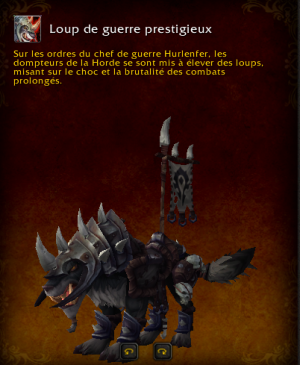 Loup de guerre prestigieux
Sur les ordres du chef de guerre Hurlenfer, les
dompteurs de la Horde se sont mis à élever des loups,
misant sur le choc et la brutalité des combats
prolongés.